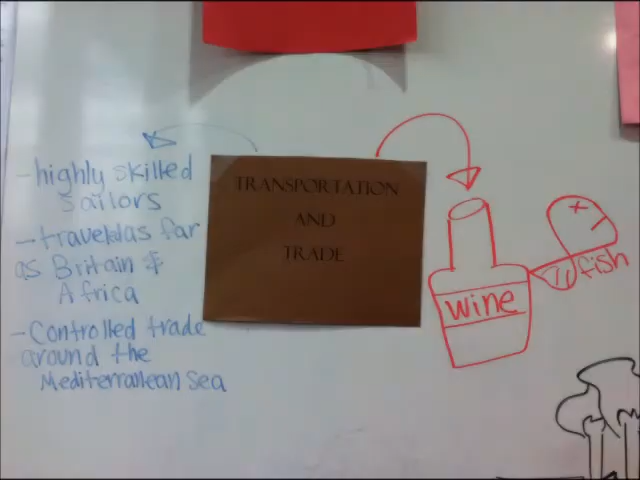 TRANSPORTATION
AND
TRADE
-highly skilled
sailors
-travel as far
as Britain &
Africa
-Controlled trade
around the
Mediterranean Sea
wine
fish